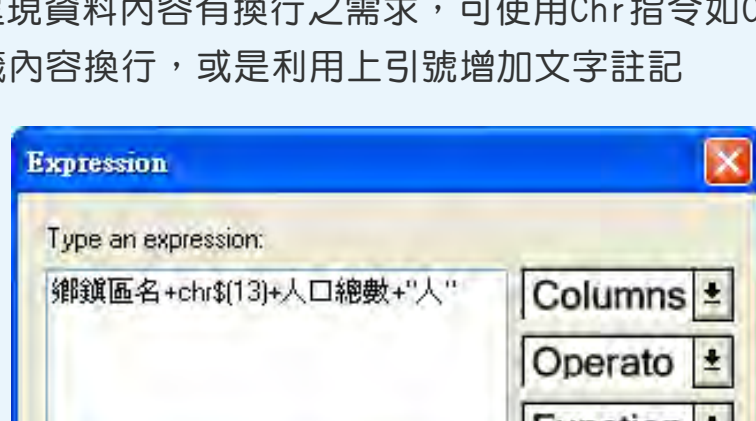 現資料內容有換行之需求，可使用Chr指令如
內容換行，或是利用上引號增加文字註記
Expression
Type an expression:
鄉鎮區名+chr$(13)+人口總數+"人"
Columns
Operato
Function